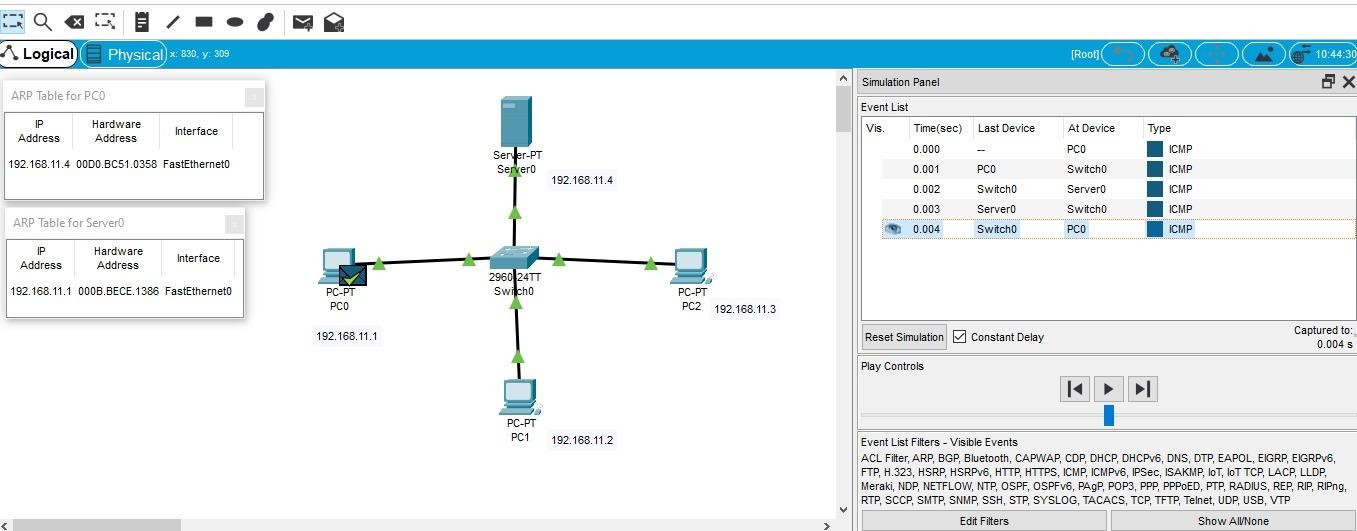 Logical Physical x: 830, y: 309 [Root] 10:44:30
ARP Table for PC0
IP Address Hardware Address Interface
192.168.11.4 00D0.BC51.0358 FastEthernet0
ARP Table for Server0
IP Address Hardware Address Interface
192.168.11.1 000B.BECE.1386 FastEthernet0
Server-PT
Server0
192.168.11.4
2960-24TT
Switch0
PC-PT
PC0
192.168.11.1
PC-PT
PC2
192.168.11.3
PC-PT
PC1
192.168.11.2
Simulation Panel
Event List
Vis. Time(sec) Last Device At Device Type
0.000 -- PC0 ICMP
0.001 PC0 Switch0 ICMP
0.002 Switch0 Server0 ICMP
0.003 Server0 Switch0 ICMP
0.004 Switch0 PC0 ICMP
Reset Simulation Constant Delay
Captured to:
0.004 s
Play Controls
Event List Filters - Visible Events
ACL Filter, ARP, BGP, Bluetooth, CAPWAP, CDP, DHCP, DHCPv6, DNS, DTP, EAPOL, EIGRP, EIGRPv6,
FTP, H.323, HSRP, HSRPv6, HTTP, HTTPS, ICMP, ICMPv6, IPSec, ISAKMP, IoT, IoT TCP, LACP, LLDP,
Meraki, NDP, NETFLOW, NTP, OSPF, OSPFv6, PAgP, POP3, PPP, PPPoED, PTP, RADIUS, REP, RIP, RIPng,
RTP, SCCP, SMTP, SNMP, SSH, STP, SYSLOG, TACACS, TCP, TFTP, Telnet, UDP, USB, VTP
Edit Filters Show All/None